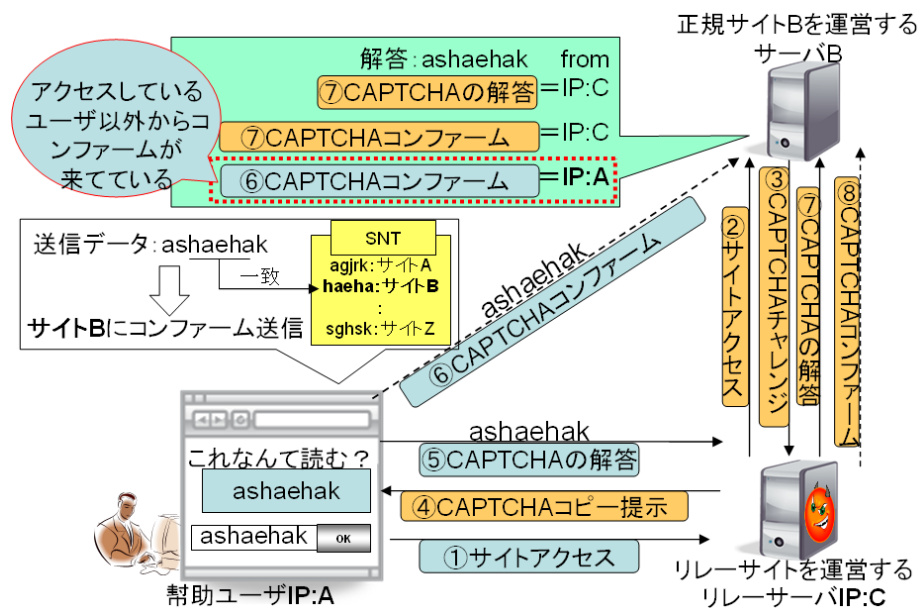 正規サイトBを運営する
サーバB
解答：ashaehak from
⑦CAPTCHAの解答＝IP:C
⑦CAPTCHAコンファーム＝IP:C
⑥CAPTCHAコンファーム＝IP:A
アクセスしている
ユーザ以外からコ
ンファームが
来てている
送信データ：ashaehak
一致
サイトBにコンファーム送信
SNT
agjrk：サイトA
haeha：サイトB
：
sghsk：サイトZ
ashaehak
⑥CAPTCHAコンファーム
②サイトアクセス
③CAPTCHAチャレンジ
⑦CAPTCHAの解答
⑧CAPTCHAコンファーム
これなんて読む？
ashaehak
ashaehak OK
ashaehak
⑤CAPTCHAの解答
④CAPTCHAコピー提示
①サイトアクセス
幇助ユーザIP:A
リレーサイトを運営する
リレーサーバIP:C